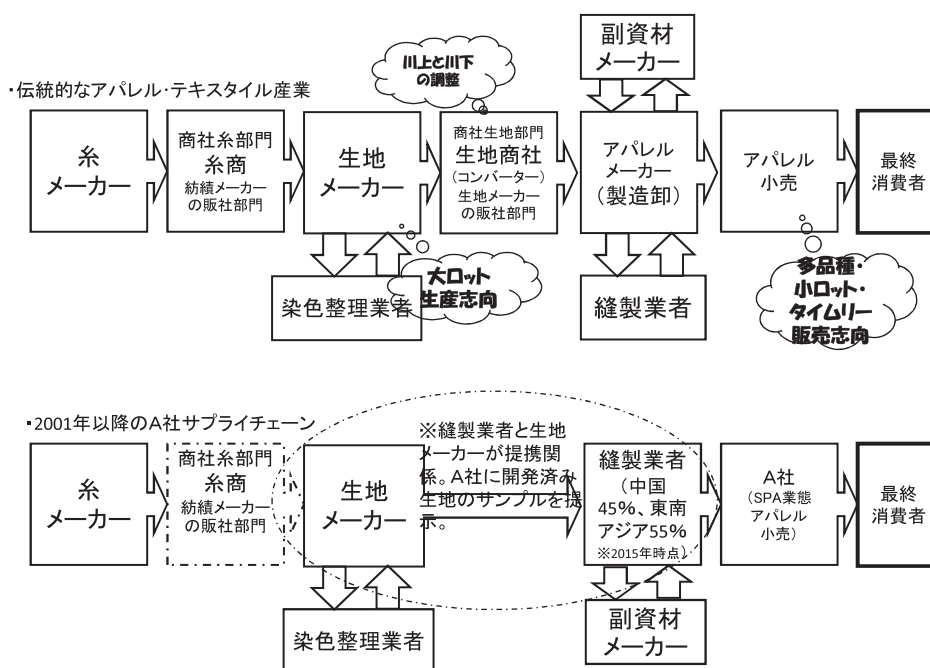 副資材
メーカー
川上と川下
の調整
・伝統的なアパレル・テキスタイル産業
糸
メーカー
商社糸部門
糸商
紡績メーカー
の販社部門
生地
メーカー
商社生地部門
生地商社
（コンバーター）
生地メーカー
の販社部門
アパレル
メーカー
（製造卸）
アパレル
小売
最終
消費者
大ロット
生産志向
染色整理業者
縫製業者
多品種・
小ロット・
タイムリー
販売志向
・2001年以降のA社サプライチェーン
糸
メーカー
商社糸部門
糸商
紡績メーカー
の販社部門
生地
メーカー
※縫製業者と生地
メーカーが提携関
係。A社に開発済み
生地のサンプルを提
示。
縫製業者
（中国
45%、東南
アジア55%
※2015年時点）
A社
（SPA業態
アパレル
小売）
最終
消費者
染色整理業者
副資材
メーカー